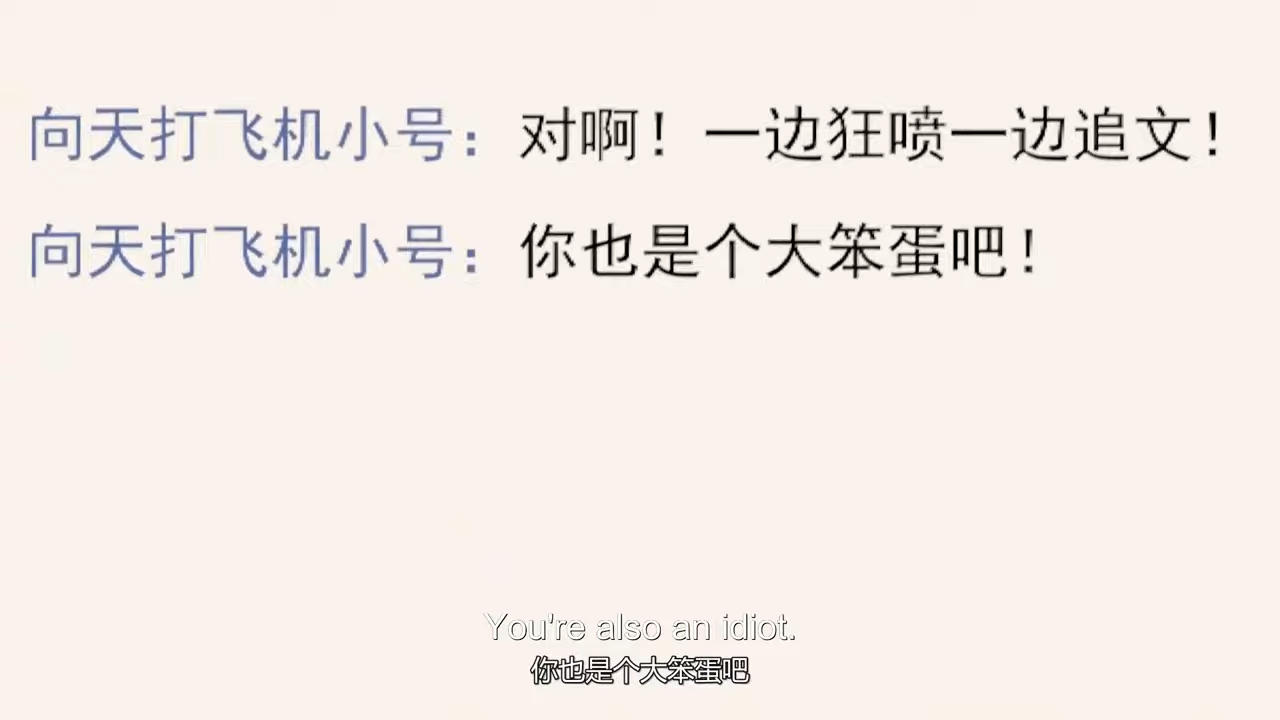 向天打飞机小号：对啊！一边狂喷一边追文！
向天打飞机小号：你也是个大笨蛋吧！
You're also an idiot.
你也是个大笨蛋吧